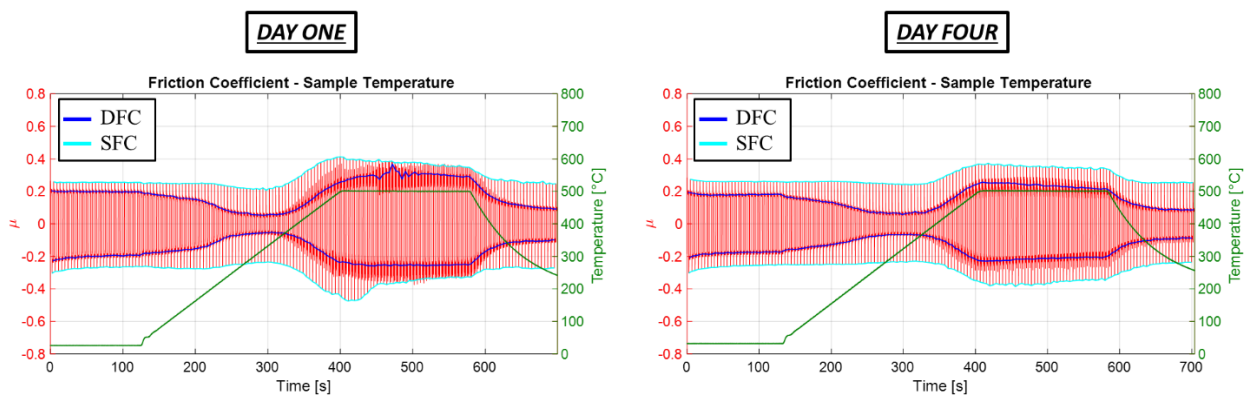 DAY ONE
Friction Coefficient - Sample Temperature
DFC
SFC
0.8
0.6
0.4
0.2
0
-0.2
-0.4
-0.6
-0.8
μ
800
700
600
500
400
300
200
100
0
Temperature [°C]
0 100 200 300 400 500 600
Time [s]
DAY FOUR
Friction Coefficient - Sample Temperature
DFC
SFC
0.8
0.6
0.4
0.2
0
-0.2
-0.4
-0.6
-0.8
μ
800
700
600
500
400
300
200
100
0
Temperature [°C]
0 100 200 300 400 500 600 700
Time [s]